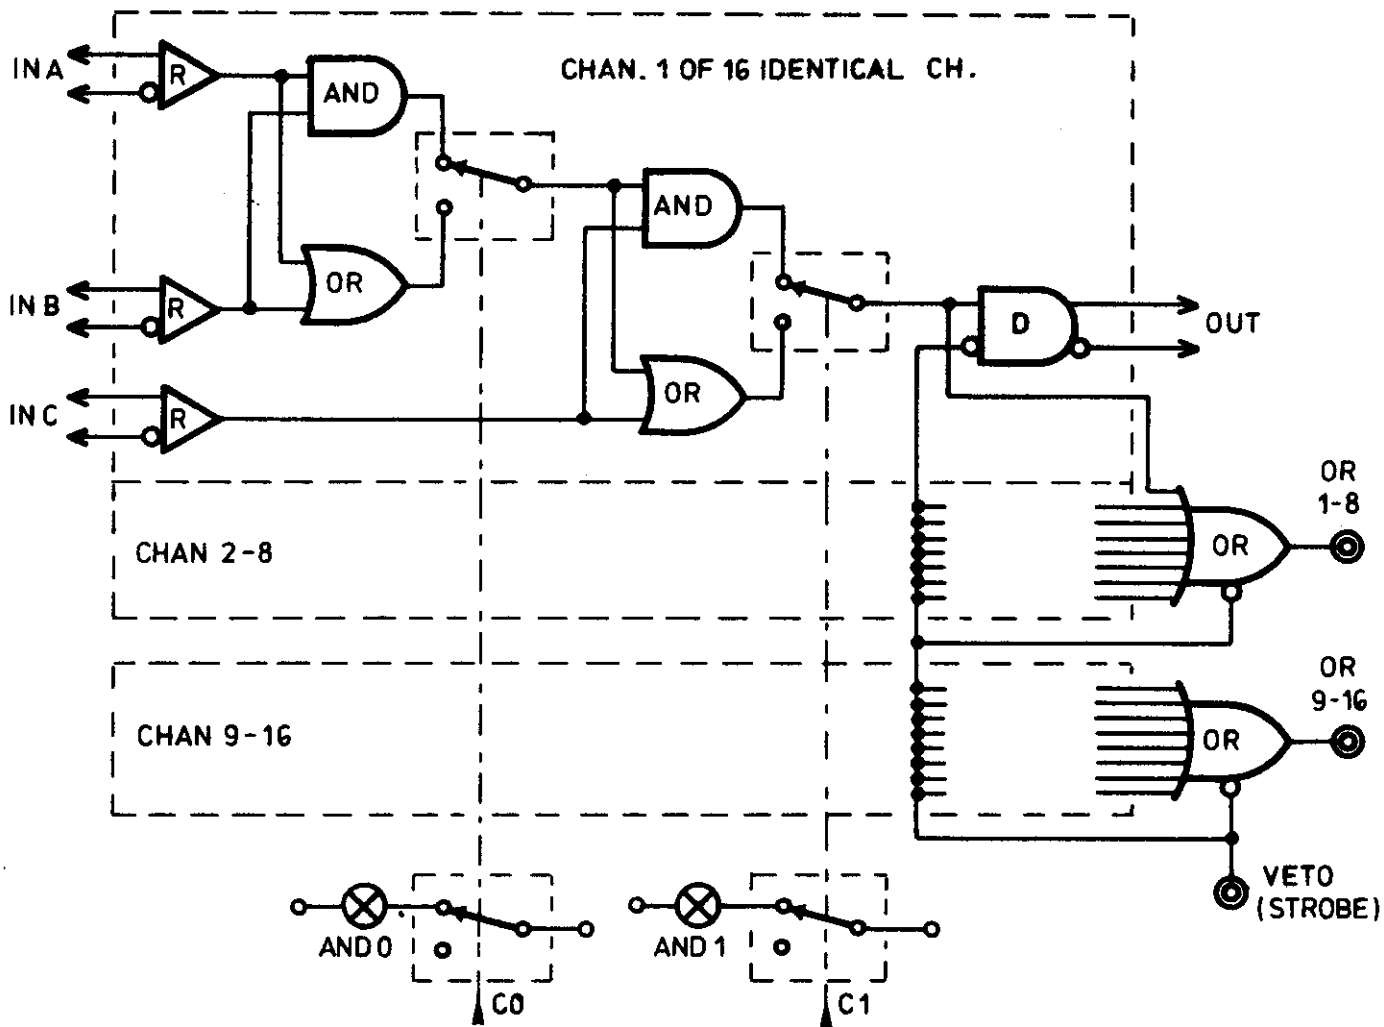 CHAN. 1 OF 16 IDENTICAL CH.
IN A
R
AND
AND
OR
IN B
R
D
OUT
OR
IN C
R
OR
1-8
OR
CHAN 2-8
OR
9-16
OR
CHAN 9-16
VETO
(STROBE)
AND 0
AND 1
C0
C1